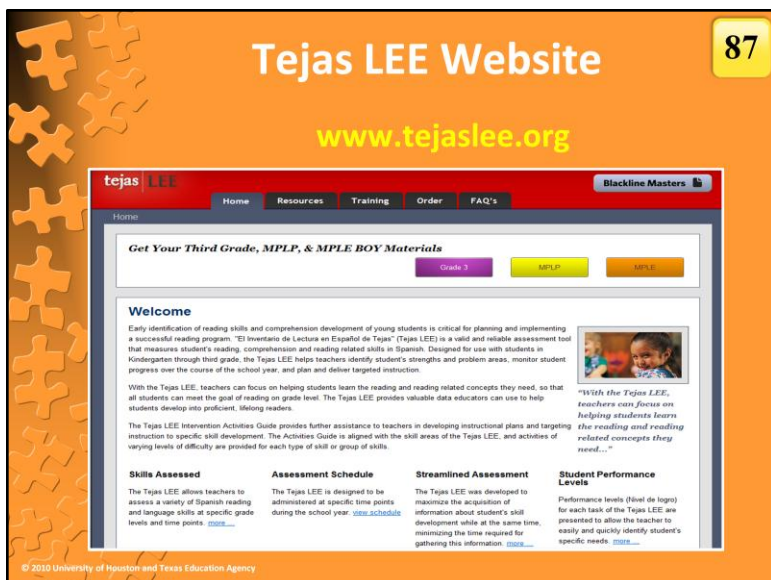 Tejas LEE Website
87
www.tejaslee.org
tejas LEE
Blackline Masters
Home Resources Training Order FAQ's
Home
Get Your Third Grade, MPLP, & MPLE BOY Materials
Grade 3 MPLP MPLE
Welcome
Early identification of reading skills and comprehension development of young students is critical for planning and implementing
a successful reading program. "El Inventario de Lectura en Español de Tejas" (Tejas LEE) is a valid and reliable assessment tool
that measures student's reading, comprehension and reading related skills in Spanish. Designed for use with students in
Kindergarten through third grade, the Tejas LEE helps teachers identify student's strengths and problem areas, monitor student
progress over the course of the school year, and plan and deliver targeted instruction.
With the Tejas LEE, teachers can focus on helping students learn the reading and reading related concepts they need, so that
all students can meet the goal of reading on grade level. The Tejas LEE provides valuable data educators can use to help
students develop into proficient, lifelong readers.
The Tejas LEE Intervention Activities Guide provides further assistance to teachers in developing instructional plans and targeting
instruction to specific skill development. The Activities Guide is aligned with the skill areas of the Tejas LEE, and activities of
varying levels of difficulty are provided for each type of skill or group of skills.
"With the Tejas LEE,
teachers can focus on
helping students learn
the reading and reading
related concepts they
need..."
Skills Assessed
The Tejas LEE allows teachers to
assess a variety of Spanish reading
and language skills at specific grade
levels and time points. more ...
Assessment Schedule
The Tejas LEE is designed to be
administered at specific time points
during the school year. view schedule
Streamlined Assessment
The Tejas LEE was developed to
maximize the acquisition of
information about student's skill
development while at the same time,
minimizing the time required for
gathering this information. more ...
Student Performance
Levels
Performance levels (Nivel de logro)
for each task of the Tejas LEE are
presented to allow the teacher to
easily and quickly identify student's
specific needs. more ...
© 2010 University of Houston and Texas Education Agency